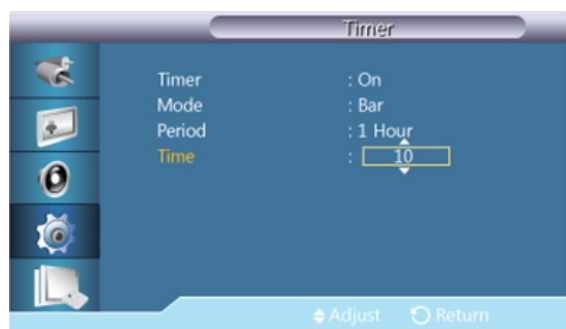 Timer
Timer : On
Mode : Bar
Period : 1 Hour
Time : 10
Adjust Return